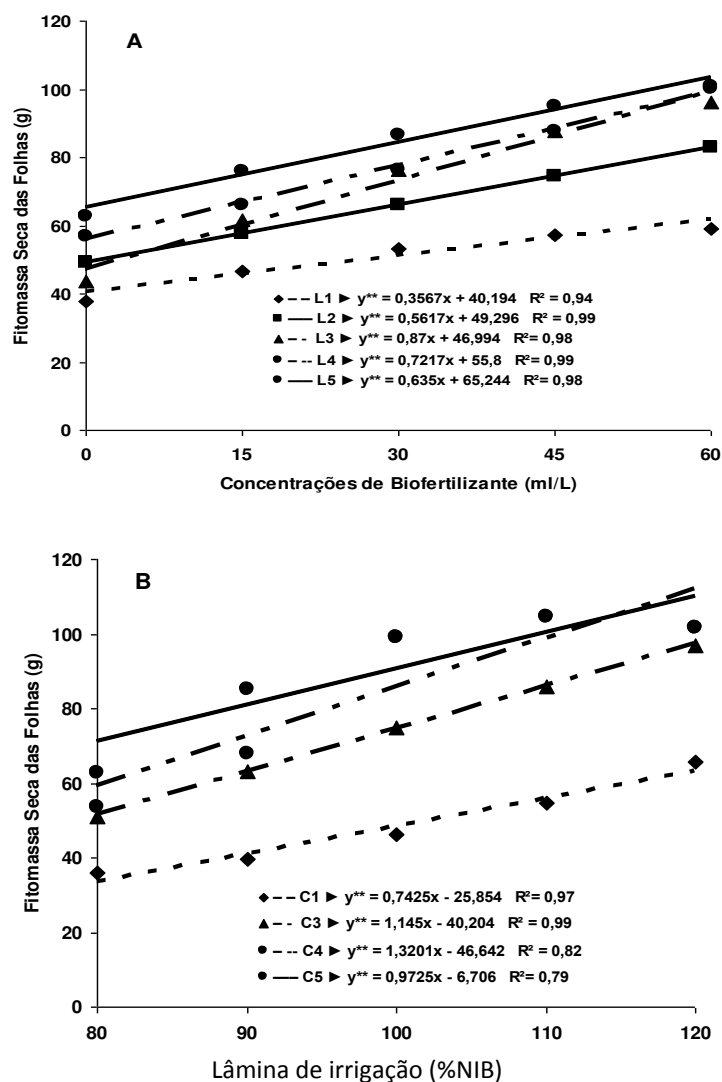 120
A
100
80
60
40
20
0
Fitomassa Seca das Folhas (g)
L1 ► y** = 0,3567x + 40,194 R² = 0,94
L2 ► y** = 0,5617x + 49,296 R² = 0,99
L3 ► y** = 0,87x + 46,994 R² = 0,98
L4 ► y** = 0,7217x + 55,8 R² = 0,99
L5 ► y** = 0,635x + 65,244 R²= 0,98
0 15 30 45 60
Concentrações de Biofertilizante (ml/L)
120
B
100
80
60
40
20
0
Fitomassa Seca das Folhas (g)
C1 ► y** = 0,7425x - 25,854 R² = 0,97
C3 ► y** = 1,145x - 40,204 R² = 0,99
C4 ► y** = 1,3201x - 46,642 R² = 0,82
C5 ► y** = 0,9725x - 6,706 R² = 0,79
80 90 100 110 120
Lâmina de irrigação (%NIB)